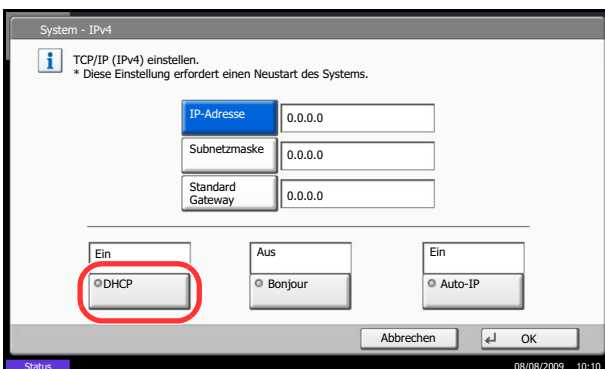 System - IPv4
TCP/IP (IPv4) einstellen.
* Diese Einstellung erfordert einen Neustart des Systems.
IP-Adresse
0.0.0.0
Subnetzmaske
0.0.0.0
Standard
Gateway
0.0.0.0
Ein
Aus
Ein
DHCP
Bonjour
Auto-IP
Abbrechen
OK
Status
08/08/2009 10:10